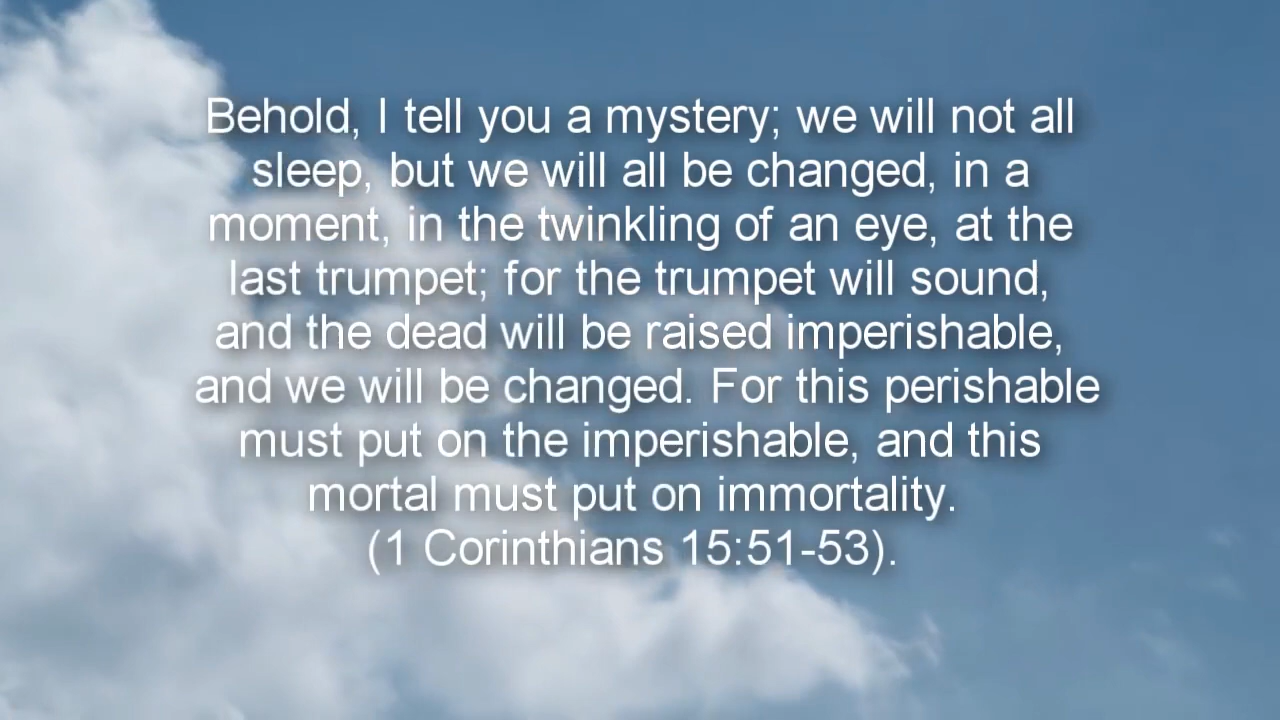 Behold, I tell you a mystery; we will not all
sleep, but we will all be changed, in a
moment, in the twinkling of an eye, at the
last trumpet; for the trumpet will sound,
and the dead will be raised imperishable,
and we will be changed. For this perishable
must put on the imperishable, and this
mortal must put on immortality.
(1 Corinthians 15:51-53).